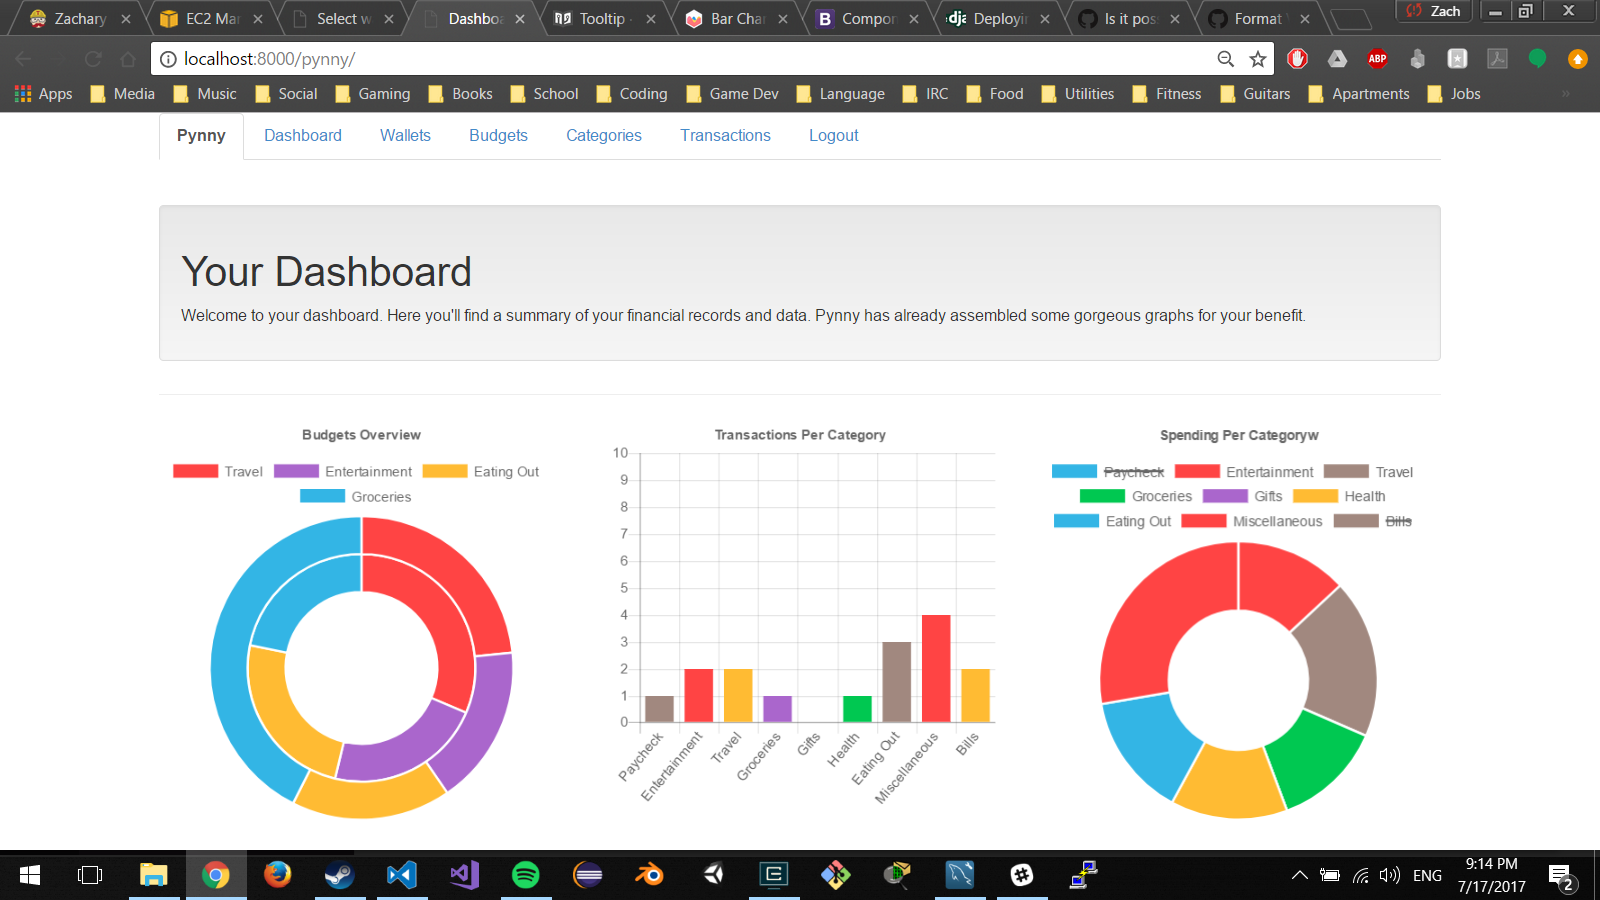 Zachary
EC2 Mar
Select w
Dashboa
Tooltip
Bar Char
Compon
Deployin
Is it poss
Format
Zach
localhost:8000/pynny/
ABP
Apps
Media
Music
Social
Gaming
Books
School
Coding
Game Dev
Language
IRC
Food
Utilities
Fitness
Guitars
Apartments
Jobs
»
Pynny
Dashboard
Wallets
Budgets
Categories
Transactions
Logout
Your Dashboard
Welcome to your dashboard. Here you'll find a summary of your financial records and data. Pynny has already assembled some gorgeous graphs for your benefit.
Budgets Overview
Travel
Entertainment
Eating Out
Groceries
Transactions Per Category
10
9
8
7
6
5
4
3
2
1
0
Paycheck
Entertainment
Travel
Groceries
Gifts
Health
Eating Out
Miscellaneous
Bills
Spending Per Categoryw
Paycheck
Entertainment
Travel
Groceries
Gifts
Health
Eating Out
Miscellaneous
Bills
ENG
9:14 PM
7/17/2017
2